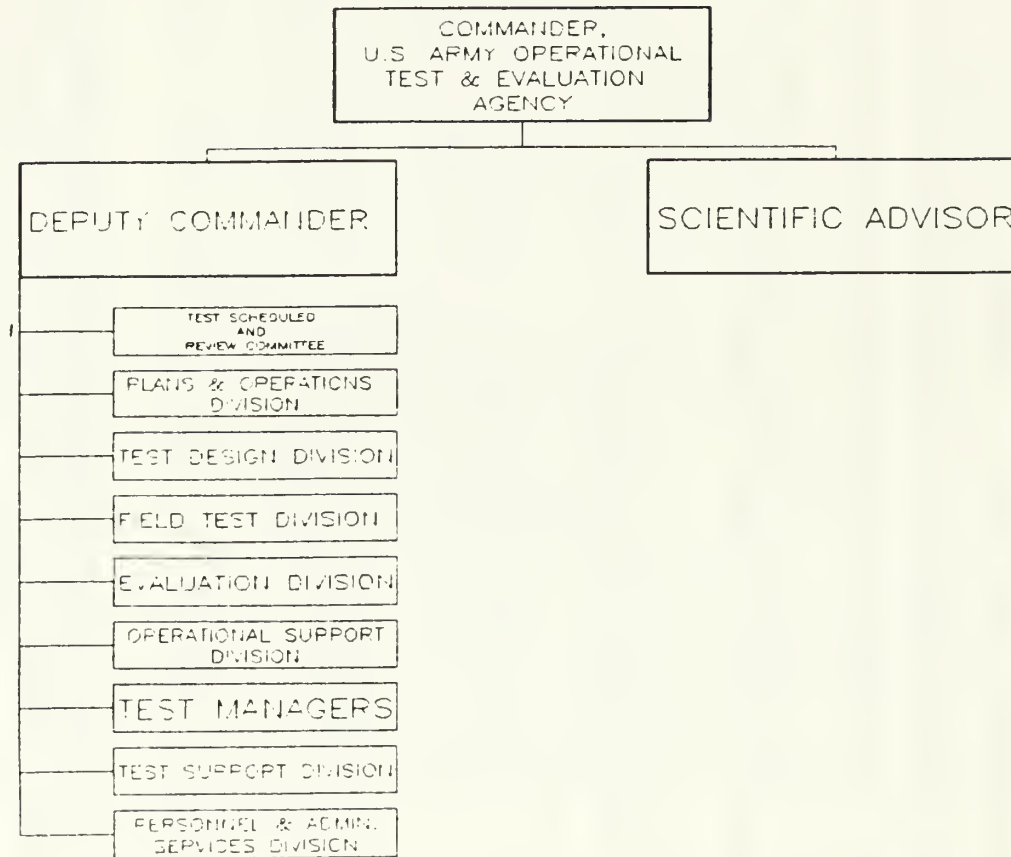 COMMANDER,
U.S ARMY OPERATIONAL
TEST & EVALUATION
AGENCY
DEPUTY COMMANDER
SCIENTIFIC ADVISOR
TEST SCHEDULED
AND
REVIEW COMMITTEE
PLANS & OPERATIONS
DIVISION
TEST DESIGN DIVISION
FIELD TEST DIVISION
EVALUATION DIVISION
OPERATIONAL SUPPORT
DIVISION
TEST MANAGERS
TEST SUPPORT DIVISION
PERSONNEL & ADMIN.
SERVICES DIVISION